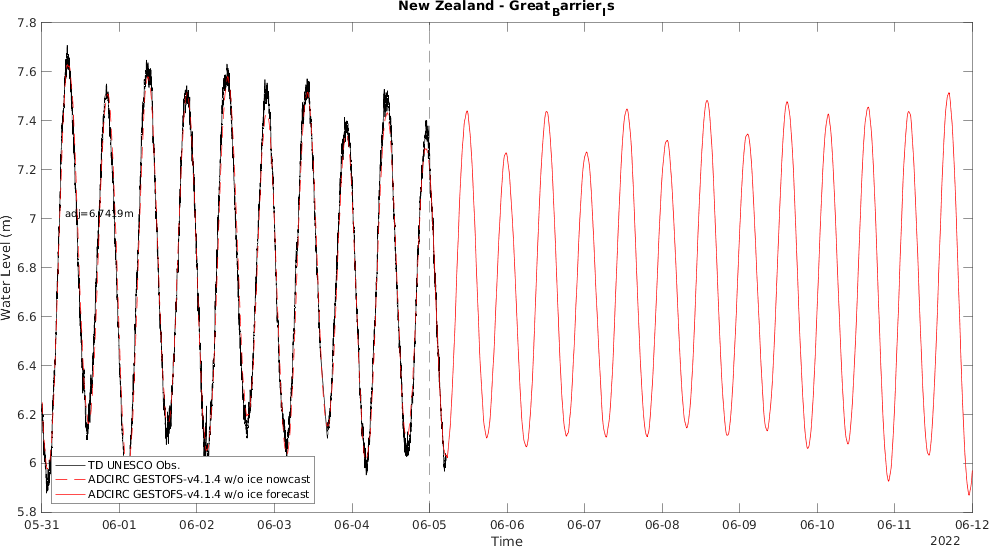 New Zealand - GreatBarrierIs
7.8
7.6
7.4
7.2
7
6.8
6.6
6.4
6.2
6
5.8
Water Level (m)
adj=6.7419m
TD UNESCO Obs.
ADCIRC GESTOFS-v4.1.4 w/o ice nowcast
ADCIRC GESTOFS-v4.1.4 w/o ice forecast
05-31 06-01 06-02 06-03 06-04 06-05 06-06 06-07 06-08 06-09 06-10 06-11 06-12
Time
2022